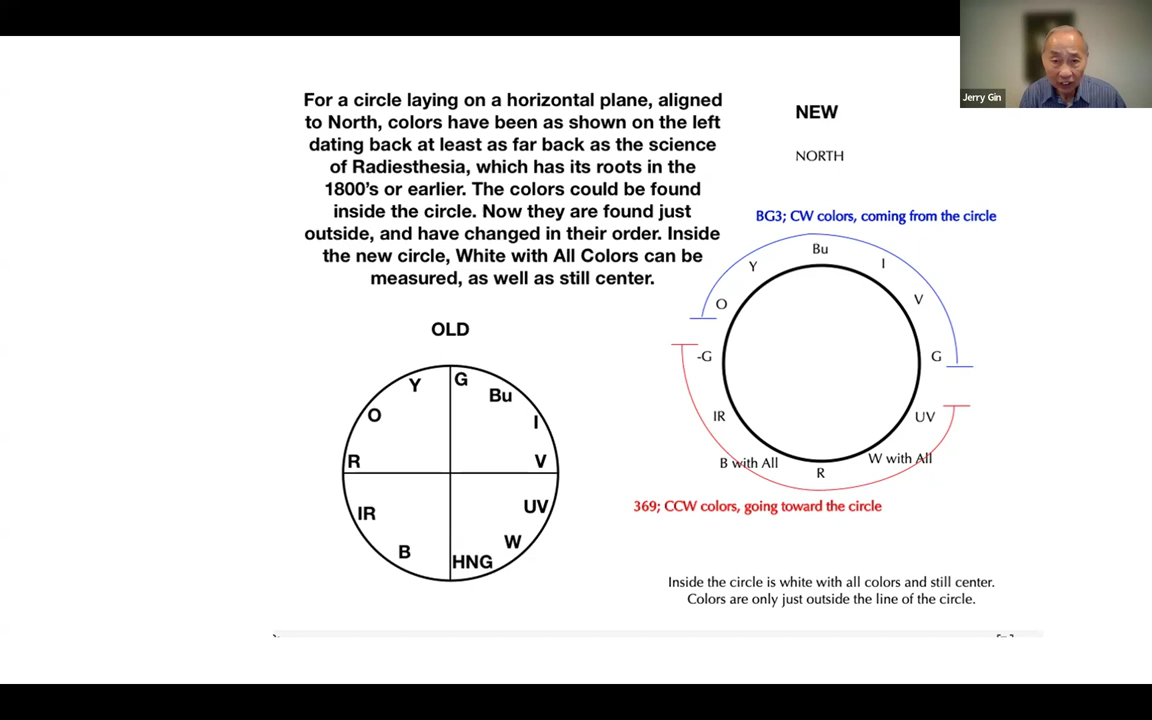 For a circle laying on a horizontal plane, aligned
to North, colors have been as shown on the left
dating back at least as far back as the science
of Radiesthesia, which has its roots in the
1800's or earlier. The colors could be found
inside the circle. Now they are found just
outside, and have changed in their order. Inside
the new circle, White with All Colors can be
measured, as well as still center.
OLD
Y
G
Bu
O
I
R
V
IR
UV
B
W
HNG
Jerry Gin
NEW
NORTH
BG3; CW colors, coming from the circle
Bu
Y
I
O
V
-G
G
IR
UV
B with All
W with All
R
369; CCW colors, going toward the circle
Inside the circle is white with all colors and still center.
Colors are only just outside the line of the circle.